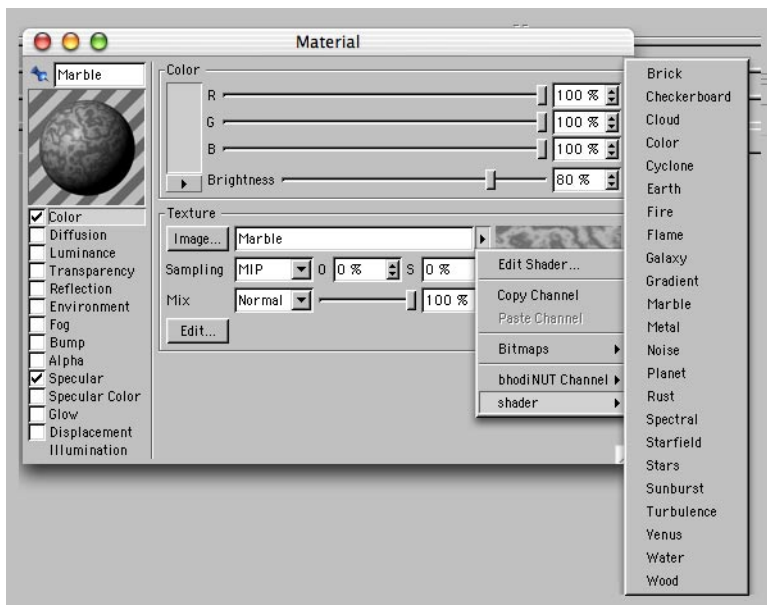 Material
Marble
Color
R 100 %
G 100 %
B 100 %
Brightness 80 %
Color
Diffusion
Luminance
Transparency
Reflection
Environment
Fog
Bump
Alpha
Specular
Specular Color
Glow
Displacement
Illumination
Texture
Image... Marble
Sampling MIP O 0 % S 0 %
Mix Normal 100 %
Edit...
Edit Shader...
Copy Channel
Paste Channel
Bitmaps
bhodiNUT Channel
shader
Brick
Checkerboard
Cloud
Color
Cyclone
Earth
Fire
Flame
Galaxy
Gradient
Marble
Metal
Noise
Planet
Rust
Spectral
Starfield
Stars
Sunburst
Turbulence
Venus
Water
Wood